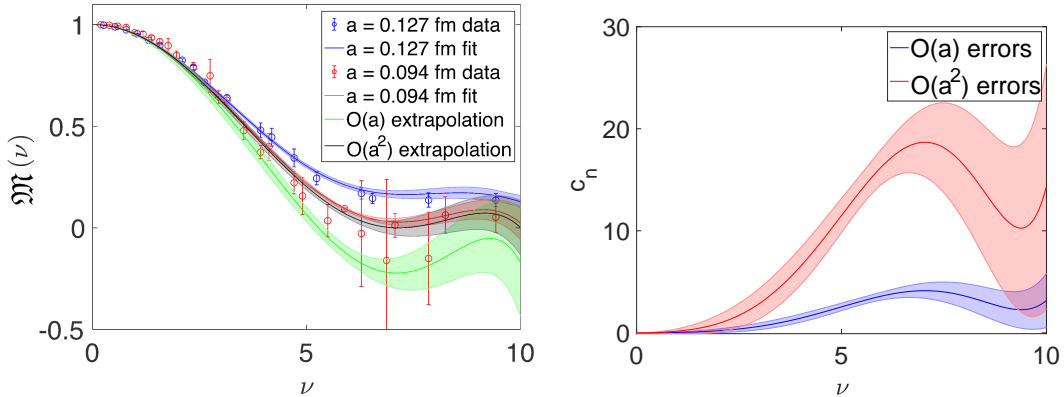 1
0.5
0
-0.5
0
5
10
𝔐(ν)
ν
a = 0.127 fm data
a = 0.127 fm fit
a = 0.094 fm data
a = 0.094 fm fit
O(a) extrapolation
O(a²) extrapolation
30
20
10
0
0
5
10
cₙ
ν
O(a) errors
O(a²) errors